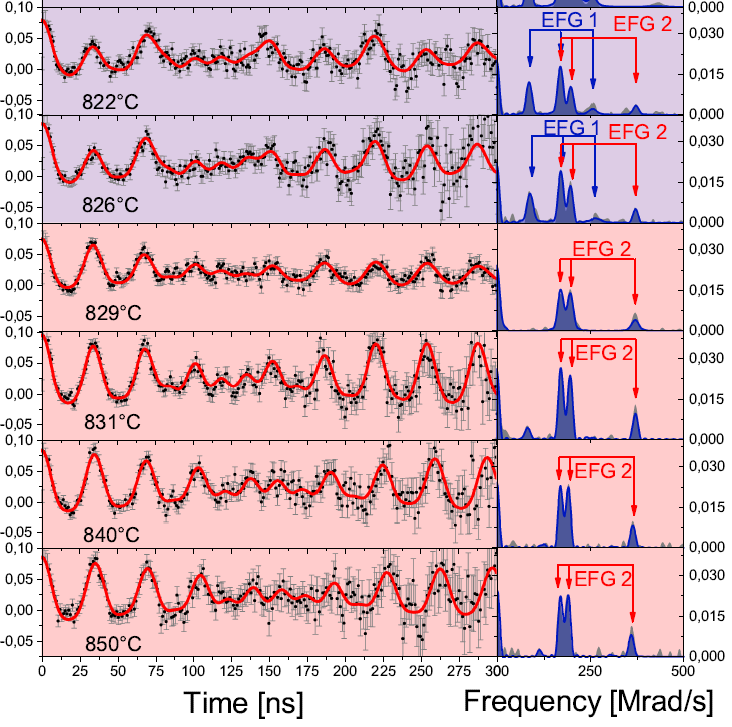 0,10 0,000
0,05 EFG 1 EFG 2 0,030
0,00 0,015
-0,05 822°C 0,000
0,10 EFG 1 EFG 2
0,05 0,030
0,00 0,015
-0,05 826°C 0,000
0,10
0,05 EFG 2 0,030
0,00 0,015
829°C 0,000
0,10
0,05 EFG 2 0,030
0,00 0,015
-0,05 831°C 0,000
0,10
0,05 EFG 2 0,030
0,00 0,015
-0,05 840°C 0,000
0,10
0,05 EFG 2 0,030
0,00 0,015
-0,05 850°C 0,000
0 25 50 75 100 125 150 175 200 225 250 275 300 250 500
Time [ns] Frequency [Mrad/s]